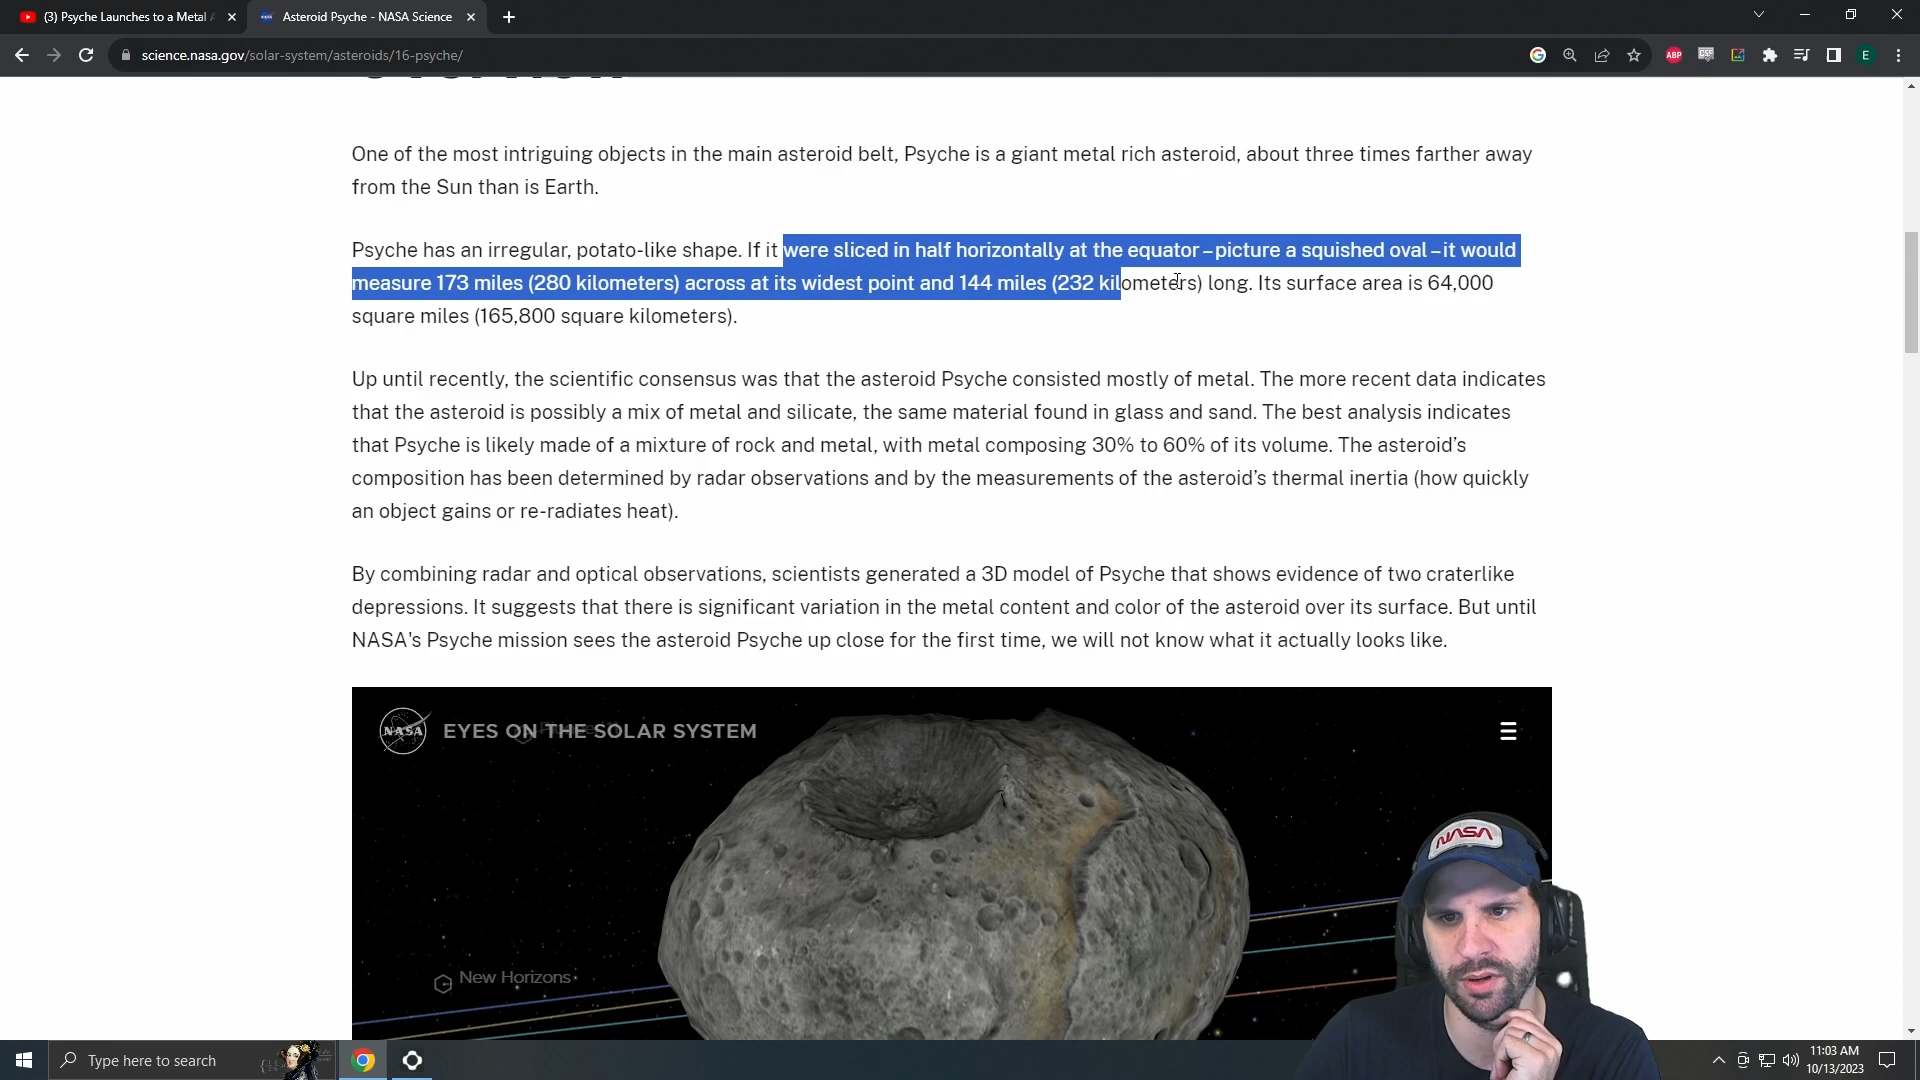 (3) Psyche Launches to a Metal
Asteroid Psyche - NASA Science
science.nasa.gov/solar-system/asteroids/16-psyche/
ABP
CSS
E
One of the most intriguing objects in the main asteroid belt, Psyche is a giant metal rich asteroid, about three times farther away
from the Sun than is Earth.
Psyche has an irregular, potato-like shape. If it were sliced in half horizontally at the equator – picture a squished oval – it would
measure 173 miles (280 kilometers) across at its widest point and 144 miles (232 kilometers) long. Its surface area is 64,000
square miles (165,800 square kilometers).
Up until recently, the scientific consensus was that the asteroid Psyche consisted mostly of metal. The more recent data indicates
that the asteroid is possibly a mix of metal and silicate, the same material found in glass and sand. The best analysis indicates
that Psyche is likely made of a mixture of rock and metal, with metal composing 30% to 60% of its volume. The asteroid’s
composition has been determined by radar observations and by the measurements of the asteroid’s thermal inertia (how quickly
an object gains or re-radiates heat).
By combining radar and optical observations, scientists generated a 3D model of Psyche that shows evidence of two craterlike
depressions. It suggests that there is significant variation in the metal content and color of the asteroid over its surface. But until
NASA's Psyche mission sees the asteroid Psyche up close for the first time, we will not know what it actually looks like.
NASA
EYES ON THE SOLAR SYSTEM
New Horizons
NASA
Type here to search
11:03 AM
10/13/2023